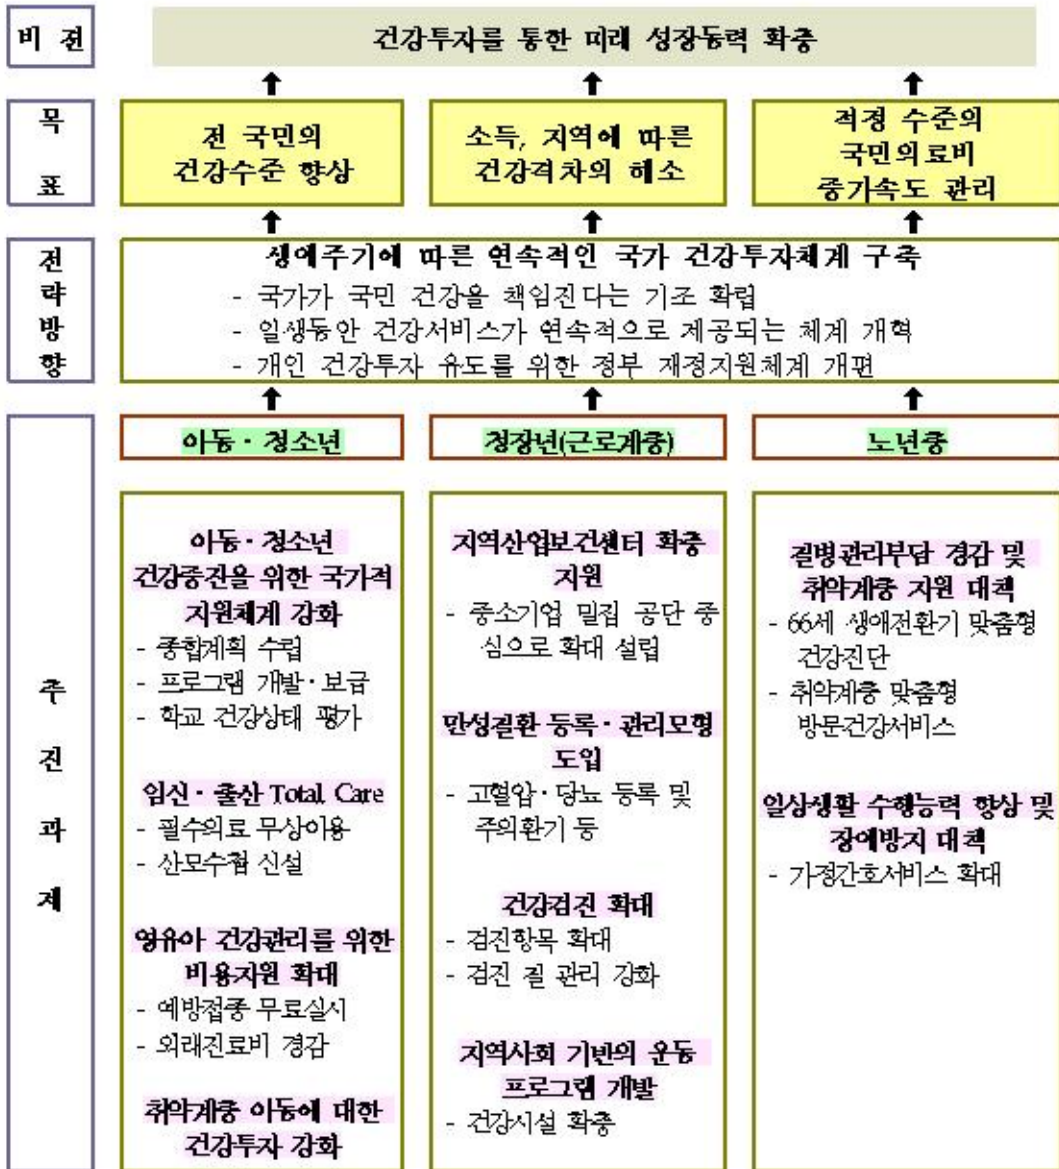 비 전
건강투자를 통한 미래 성장동력 확충
목
표
전 국민의
건강수준 향상
소득, 지역에 따른
건강격차의 해소
적정 수준의
국민의료비
증가속도 관리
전
략
방
향
생애주기에 따른 연속적인 국가 건강투자체계 구축
- 국가가 국민 건강을 책임진다는 기조 확립
- 일생동안 건강서비스가 연속적으로 제공되는 체계 개혁
- 개인 건강투자 유도를 위한 정부 재정지원체계 개편
추
진
과
제
아동 · 청소년
아동 · 청소년
건강증진을 위한 국가적
지원체계 강화
- 종합계획 수립
- 프로그램 개발 · 보급
- 학교 건강상태 평가
임신 · 출산 Total Care
- 필수의료 무상이용
- 산모수첩 신설
영유아 건강관리를 위한
비용지원 확대
- 예방접종 무료실시
- 외래진료비 경감
취약계층 아동에 대한
건강투자 강화
청장년(근로계층)
지역산업보건센터 확충
지원
- 중소기업 밀집 공단 중
심으로 확대 설립
만성질환 등록 · 관리모형
도입
- 고혈압 · 당뇨 등록 및
주의환기 등
건강검진 확대
- 검진항목 확대
- 검진 질 관리 강화
지역사회 기반의 운동
프로그램 개발
- 건강시설 확충
노년층
질병관리부담 경감 및
취약계층 지원 대책
- 66세 생애전환기 맞춤형
건강진단
- 취약계층 맞춤형
방문건강서비스
일상생활 수행능력 향상 및
장애방지 대책
- 가정간호서비스 확대